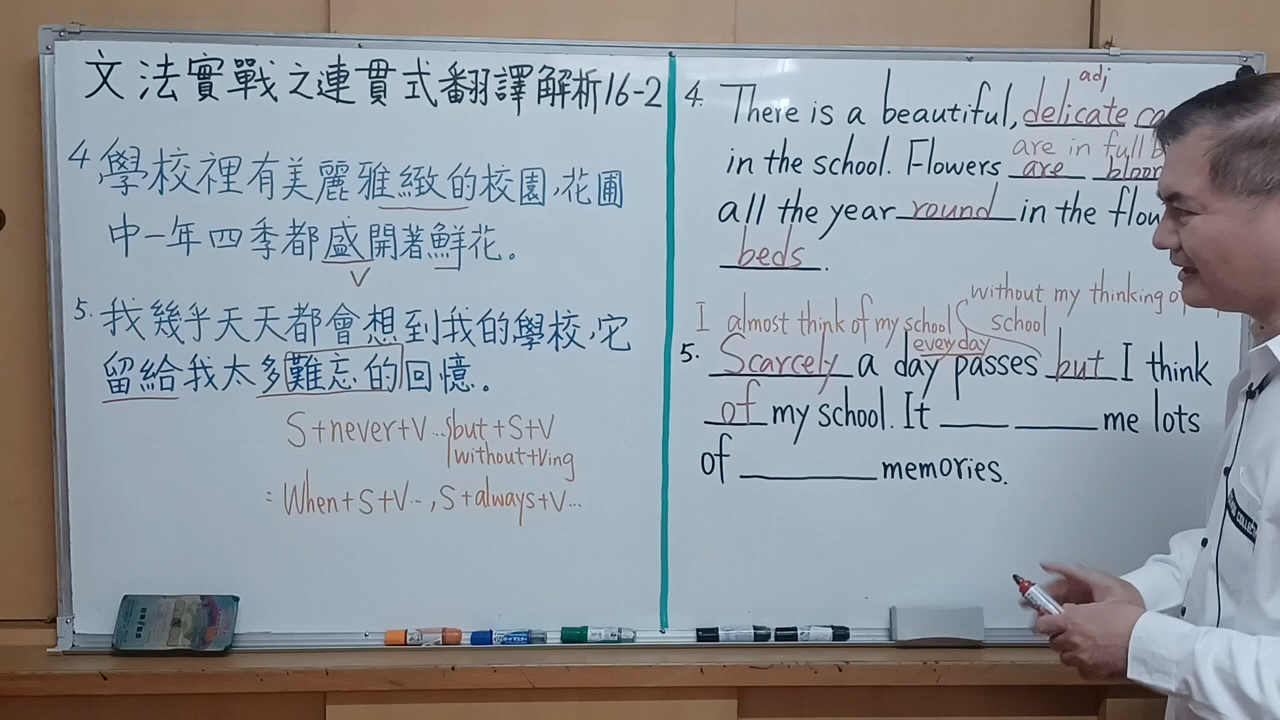 文法實戰之連貫式翻譯解析16-2
4 學校裡有美麗雅緻的校園,花圃
中一年四季都盛開著鮮花。
V
5. 我幾乎天天都會想到我的學校,它
留給我太多難忘的回憶。
S+never+V...but+S+V
without+Ving
= When+S+V..., S+always+V...
adj
4. There is a beautiful, delicate
are in full
in the school. Flowers are bloom
all the year round in the
beds.
without my thinking
I almost think of my school school
every day
5. Scarcely a day passes but I think
of my school. It ____ ____ me lots
of ____ memories.